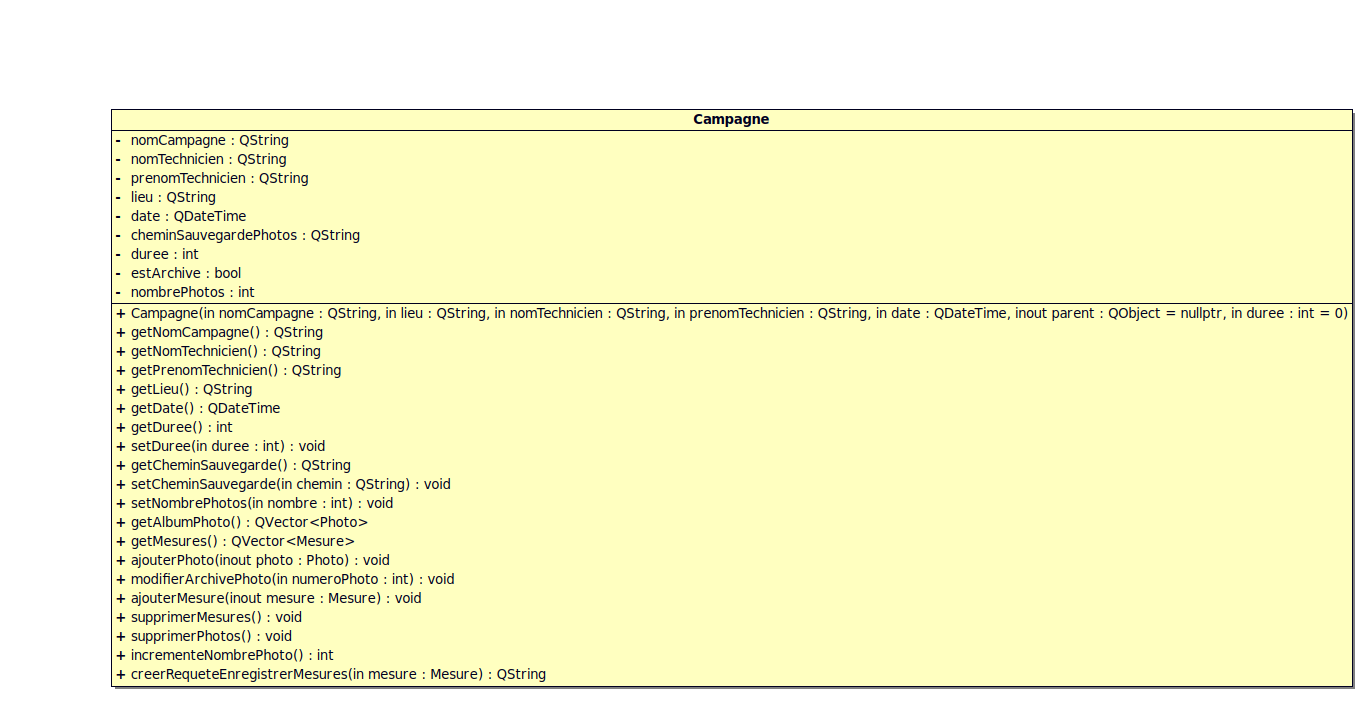 Campagne
- nomCampagne : QString
- nomTechnicien : QString
- prenomTechnicien : QString
- lieu : QString
- date : QDateTime
- cheminSauvegardePhotos : QString
- duree : int
- estArchive : bool
- nombrePhotos : int
+ Campagne(in nomCampagne : QString, in lieu : QString, in nomTechnicien : QString, in prenomTechnicien : QString, in date : QDateTime, inout parent : QObject = nullptr, in duree : int = 0)
+ getNomCampagne() : QString
+ getNomTechnicien() : QString
+ getPrenomTechnicien() : QString
+ getLieu() : QString
+ getDate() : QDateTime
+ getDuree() : int
+ setDuree(in duree : int) : void
+ getCheminSauvegarde() : QString
+ setCheminSauvegarde(in chemin : QString) : void
+ setNombrePhotos(in nombre : int) : void
+ getAlbumPhoto() : QVector<Photo>
+ getMesures() : QVector<Mesure>
+ ajouterPhoto(inout photo : Photo) : void
+ modifierArchivePhoto(in numeroPhoto : int) : void
+ ajouterMesure(inout mesure : Mesure) : void
+ supprimerMesures() : void
+ supprimerPhotos() : void
+ incrementeNombrePhoto() : int
+ creerRequeteEnregistrerMesures(in mesure : Mesure) : QString